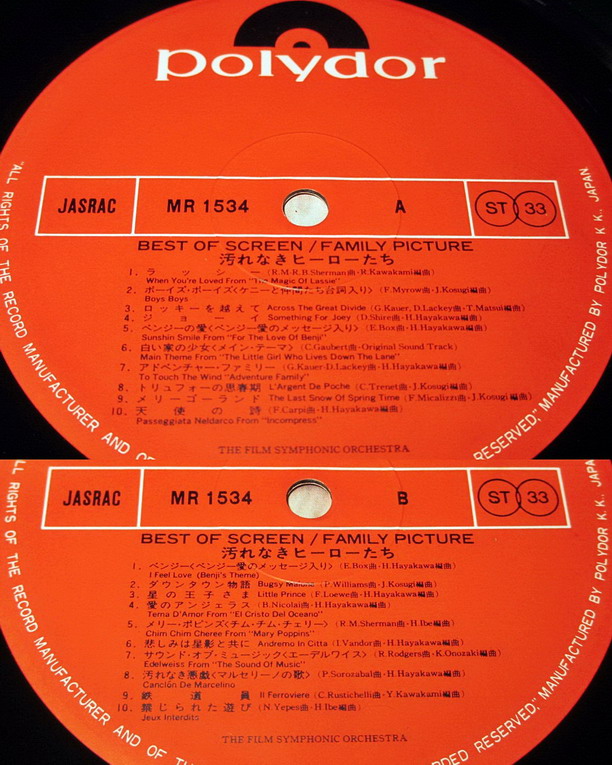 polydor
JASRAC MR 1534 A ST 33
BEST OF SCREEN / FAMILY PICTURE
汚れなきヒーローたち
1. ラッシー (R.M-R.B.Sherman曲・R.Kawakami編曲)
When You're Loved From "The Magic Of Lassie"
2. ボーイズ・ボーイズ<ケニーと仲間たち台詞入り> (F.Myrow曲・J.Kosugi編曲)
Boys Boys
3. ロッキーを越えて Across The Great Divide (G.Kauer, D.Lackey曲・T.Matsui編曲)
4. ジョーイ Something For Joey (D.Shire曲・H.Hayakawa編曲)
5. ベンジーの愛<ベンジー愛のメッセージ入り> (E.Box曲・H.Hayakawa編曲)
Sunshin Smile From "For The Love Of Benji"
6. 白い家の少女<メイン・テーマ> (C.Gaubert-Original Sound Track)
Main Theme From "The Little Girl Who Lives Down The Lane"
7. アドベンチャー・ファミリー (G.Kauer-D.Lackey曲・H.Hayakawa編曲)
To Touch The Wind "Adventure Family"
8. トリュフォーの思春期 L'Argent De Poche (C.Trenet曲・J.Kosugi編曲)
9. メリーゴーランド The Last Snow Of Spring Time (F.Micalizzi曲・J.Kosugi編曲)
10. 天使の詩 (F.Carpi曲・H.Hayakawa編曲)
Passeggiata Neldarco From "Incompress"
THE FILM SYMPHONIC ORCHESTRA
"ALL RIGHTS OF THE RECORD MANUFACTURER AND OF
RESERVED," MANUFACTURED BY POLYDOR K.K. JAPAN.
JASRAC MR 1534 B ST 33
BEST OF SCREEN / FAMILY PICTURE
汚れなきヒーローたち
1. ベンジー<ベンジー愛のメッセージ入り> (E.Box曲・H.Hayakawa編曲)
I Feel Love (Benji's Theme)
2. ダウンタウン物語 Bugsy Malone (P.Williams曲・J.Kosugi編曲)
3. 星の王子さま Little Prince (F.Loewe曲・H.Hayakawa編曲)
4. 愛のアンジェラス (B.Nicolai曲・H.Hayakawa編曲)
Tema D'Amor From "El Cristo Del Oceano"
5. メリー・ポピンズ<チム・チム・チェリー> (R.M.Sherman曲・H.Ibe編曲)
Chim Chim Cheree From "Mary Poppins"
6. 悲しみは星影と共に Andremo In Citta (I.Vandur曲・H.Hayakawa編曲)
7. サウンド・オブ・ミュージック<エーデルワイス> (R.Rodgers曲・K.Onozaki編曲)
Edelweiss From "The Sound Of Music"
8. 汚れなき悪戯<マルセリーノの歌> (P.Sorozabal曲・H.Hayakawa編曲)
Canción De Marcelino
9. 鉄道員 Il Ferroviere (C.Rustichelli曲・Y.Kawakami編曲)
10. 禁じられた遊び (N.Yepes曲・H Ibe編曲)
Jeux Interdits
THE FILM SYMPHONIC ORCHESTRA
ALL RIGHTS OF THE RECORD MANUFACTURER AND OF THE
RESERVED," MANUFACTURED BY POLYDOR K.K. JAPA